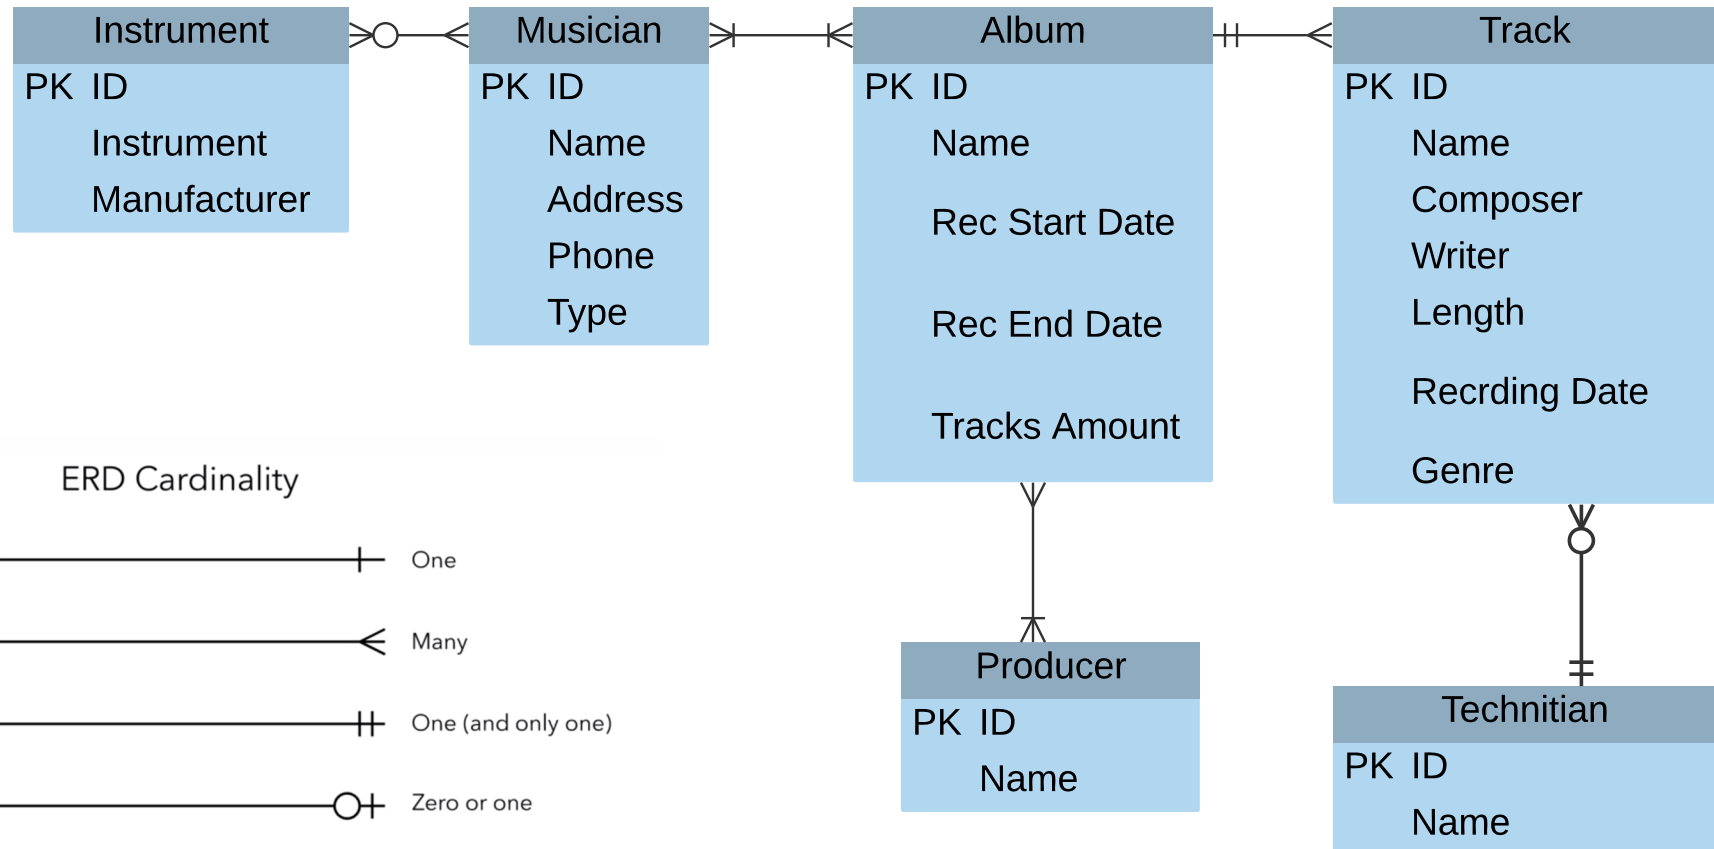 Instrument
PK ID
Instrument
Manufacturer
Musician
PK ID
Name
Address
Phone
Type
Album
PK ID
Name
Rec Start Date
Rec End Date
Tracks Amount
Track
PK ID
Name
Composer
Writer
Length
Recrding Date
Genre
ERD Cardinality
One
Many
One (and only one)
Zero or one
Producer
PK ID
Name
Technitian
PK ID
Name